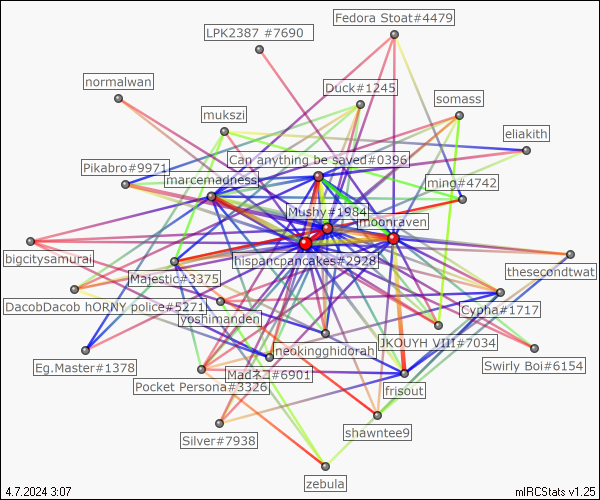 Fedora Stoat#4479
LPK2387 #7690
normalwan
Duck#1245
somass
mukszi
eliakith
Can anything be saved#0396
Pikabro#9971
marcemadness
ming#4742
Mushy#1984
moonraven
bigcitysamurai
hispanicpancakes#2928
thesecondtwat
Majestic#3375
DacobDacob hORNY police#5271
Cypha#1717
yoshimanden
JKOUYH VIII#7034
neokingghidorah
Eg.Master#1378
Swirly Boi#6154
Madネコ#6901
Pocket Persona#3326
frisout
shawntee9
Silver#7938
zebula
4.7.2024 3:07
mIRCStats v1.25